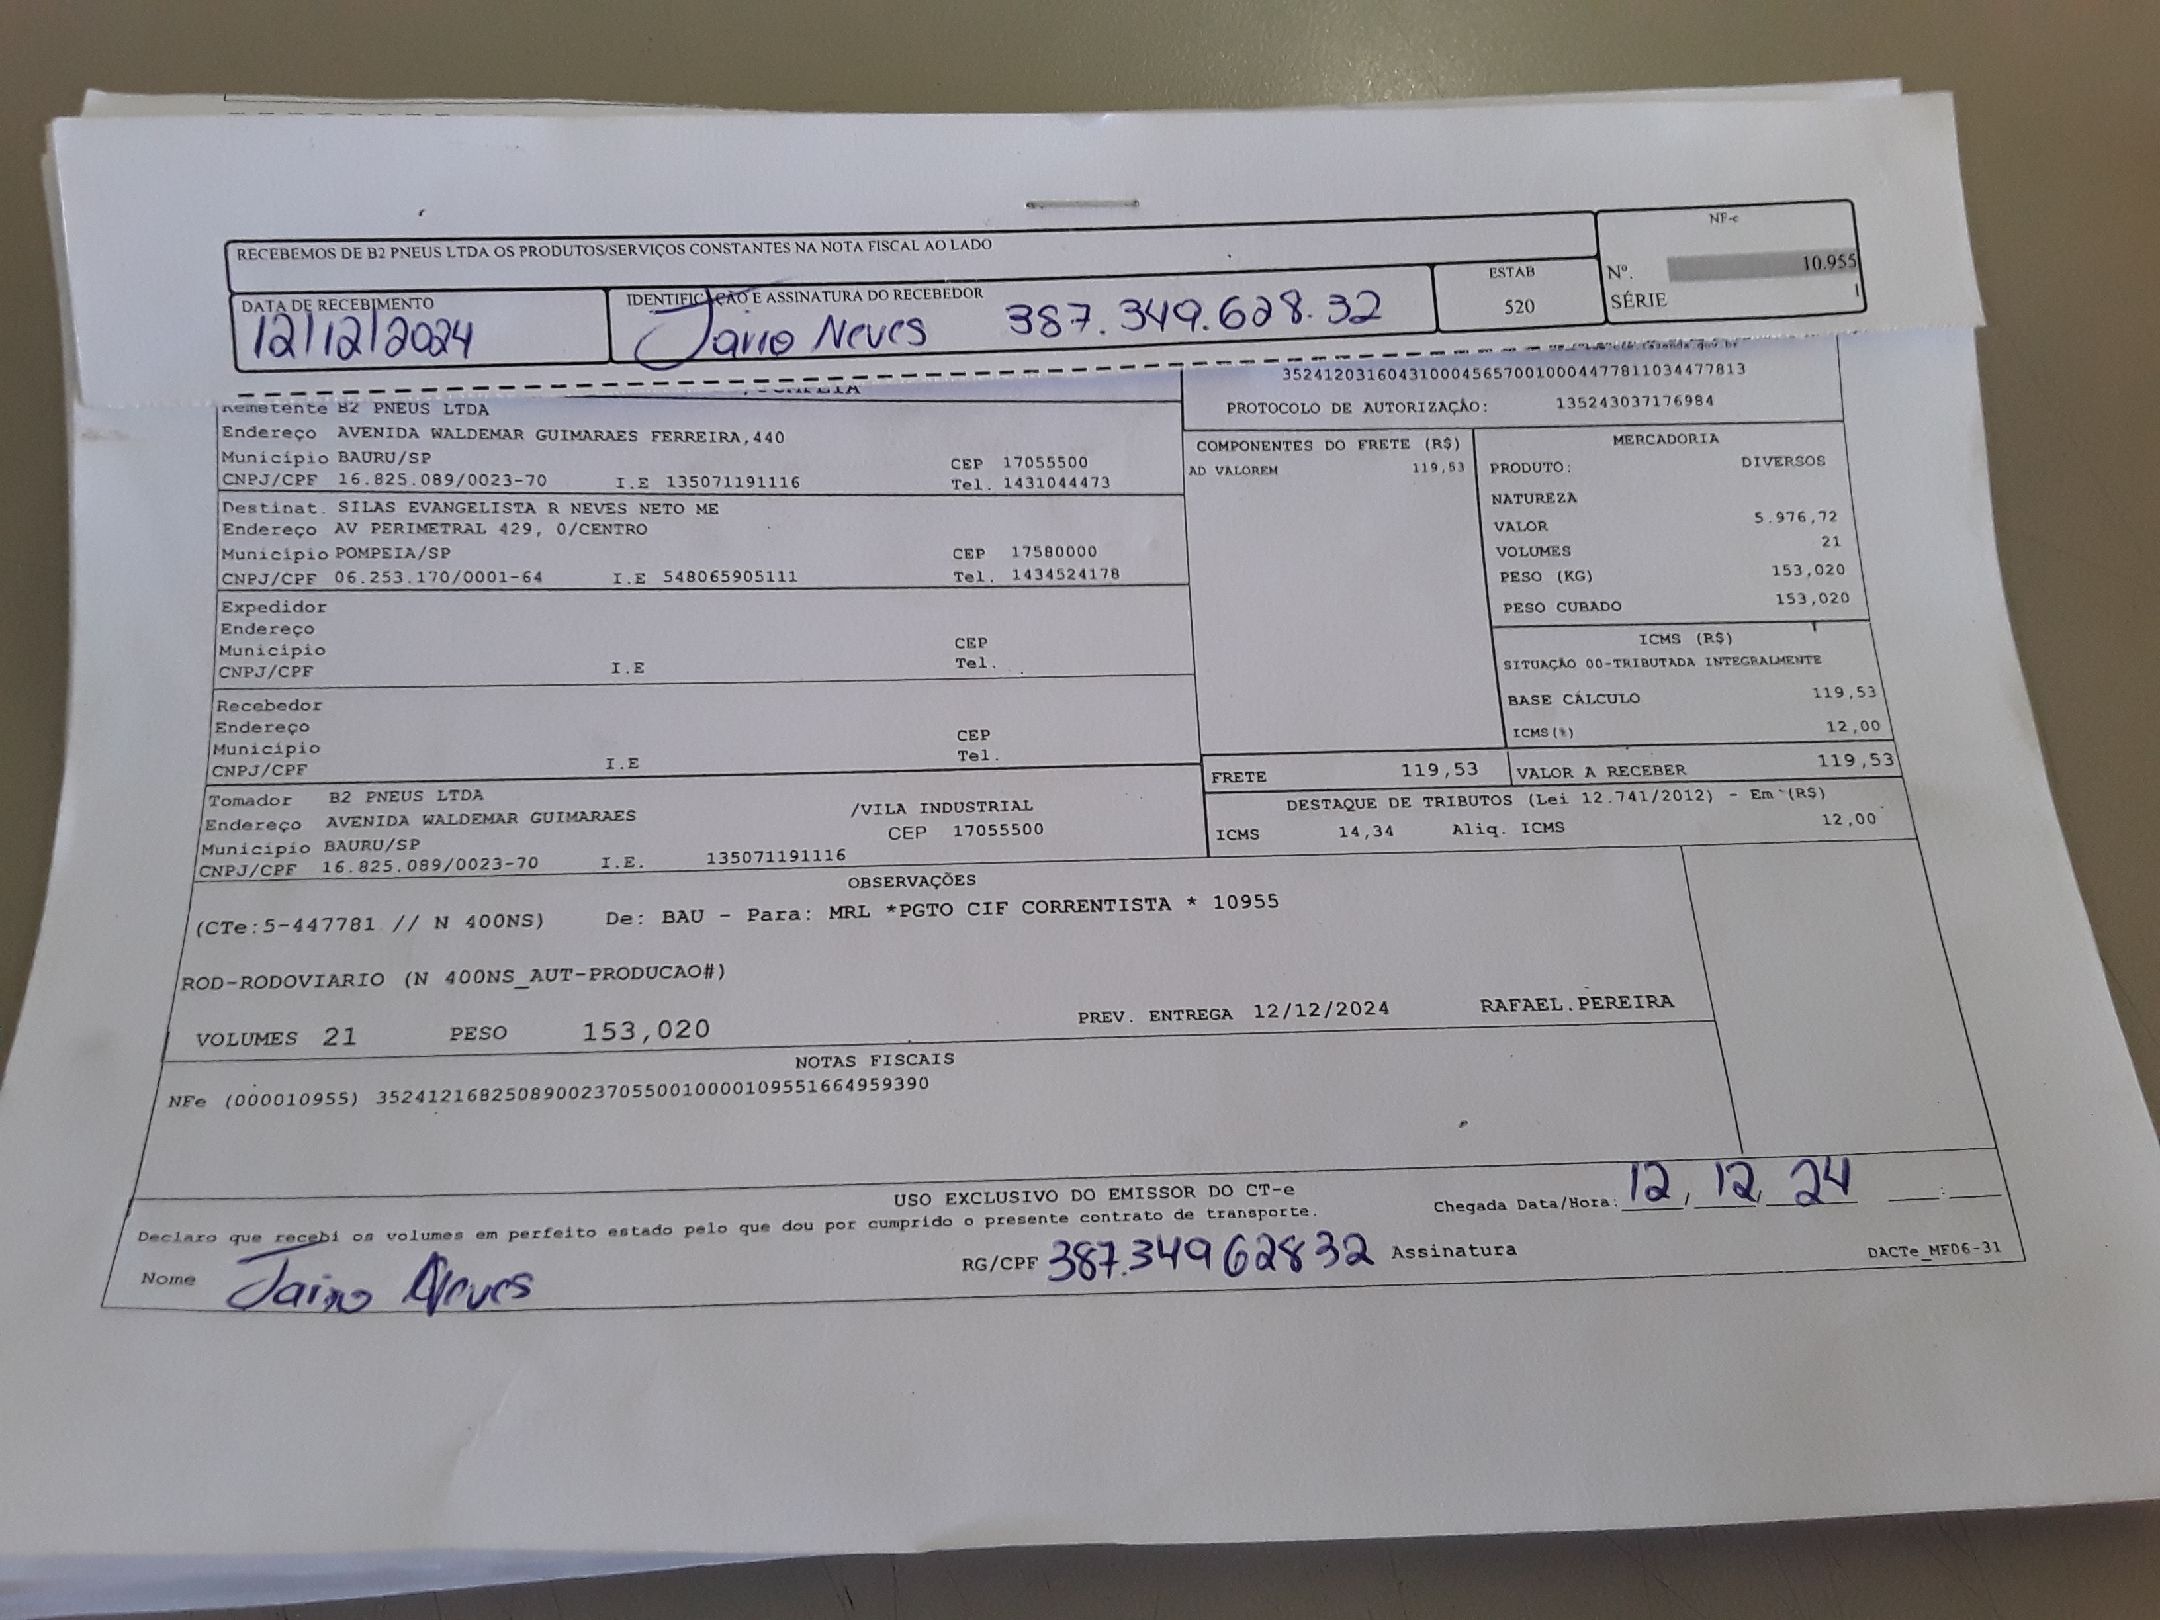 RECEBEMOS DE B2 PNEUS LTDA OS PRODUTOS/SERVIÇOS CONSTANTES NA NOTA FISCAL AO LADO
NF-e
Nº. 10.955
SÉRIE 1
DATA DE RECEBIMENTO
12/12/2024
IDENTIFICAÇÃO E ASSINATURA DO RECEBEDOR
Jairo Neves 387.349.628.32
ESTAB
520
35241203160431000456570010004477811034477813
PROTOCOLO DE AUTORIZAÇÃO: 135243037176984
Remetente B2 PNEUS LTDA
Endereço AVENIDA WALDEMAR GUIMARAES FERREIRA,440
Município BAURU/SP CEP 17055500
CNPJ/CPF 16.825.089/0023-70 I.E 135071191116 Tel. 1431044473
Destinat. SILAS EVANGELISTA R NEVES NETO ME
Endereço AV PERIMETRAL 429, 0/CENTRO
Município POMPEIA/SP CEP 17580000
CNPJ/CPF 06.253.170/0001-64 I.E 548065905111 Tel. 1434524178
Expedidor
Endereço
Município CEP
CNPJ/CPF I.E Tel.
Recebedor
Endereço
Município CEP
CNPJ/CPF I.E Tel.
Tomador B2 PNEUS LTDA
Endereço AVENIDA WALDEMAR GUIMARAES /VILA INDUSTRIAL
Município BAURU/SP CEP 17055500
CNPJ/CPF 16.825.089/0023-70 I.E. 135071191116
COMPONENTES DO FRETE (R$)
AD VALOREM 119,53
MERCADORIA
PRODUTO: DIVERSOS
NATUREZA
VALOR 5.976,72
VOLUMES 21
PESO (KG) 153,020
PESO CUBADO 153,020
ICMS (R$)
SITUAÇÃO 00-TRIBUTADA INTEGRALMENTE
BASE CÁLCULO 119,53
ICMS(%) 12,00
FRETE 119,53 VALOR A RECEBER 119,53
DESTAQUE DE TRIBUTOS (Lei 12.741/2012) - Em (R$)
ICMS 14,34 Aliq. ICMS 12,00
OBSERVAÇÕES
(CTe:5-447781 // N 400NS) De: BAU - Para: MRL *PGTO CIF CORRENTISTA * 10955
ROD-RODOVIARIO (N 400NS_AUT-PRODUCAO#)
VOLUMES 21 PESO 153,020 PREV. ENTREGA 12/12/2024 RAFAEL.PEREIRA
NOTAS FISCAIS
NFe (000010955) 35241216825089002370550010000109551664959390
USO EXCLUSIVO DO EMISSOR DO CT-e
Chegada Data/Hora: 12, 12, 24 __:__
Declaro que recebi os volumes em perfeito estado pelo que dou por cumprido o presente contrato de transporte.
Nome Jairo Neves RG/CPF 387.34962832 Assinatura DACTe_MF06-31